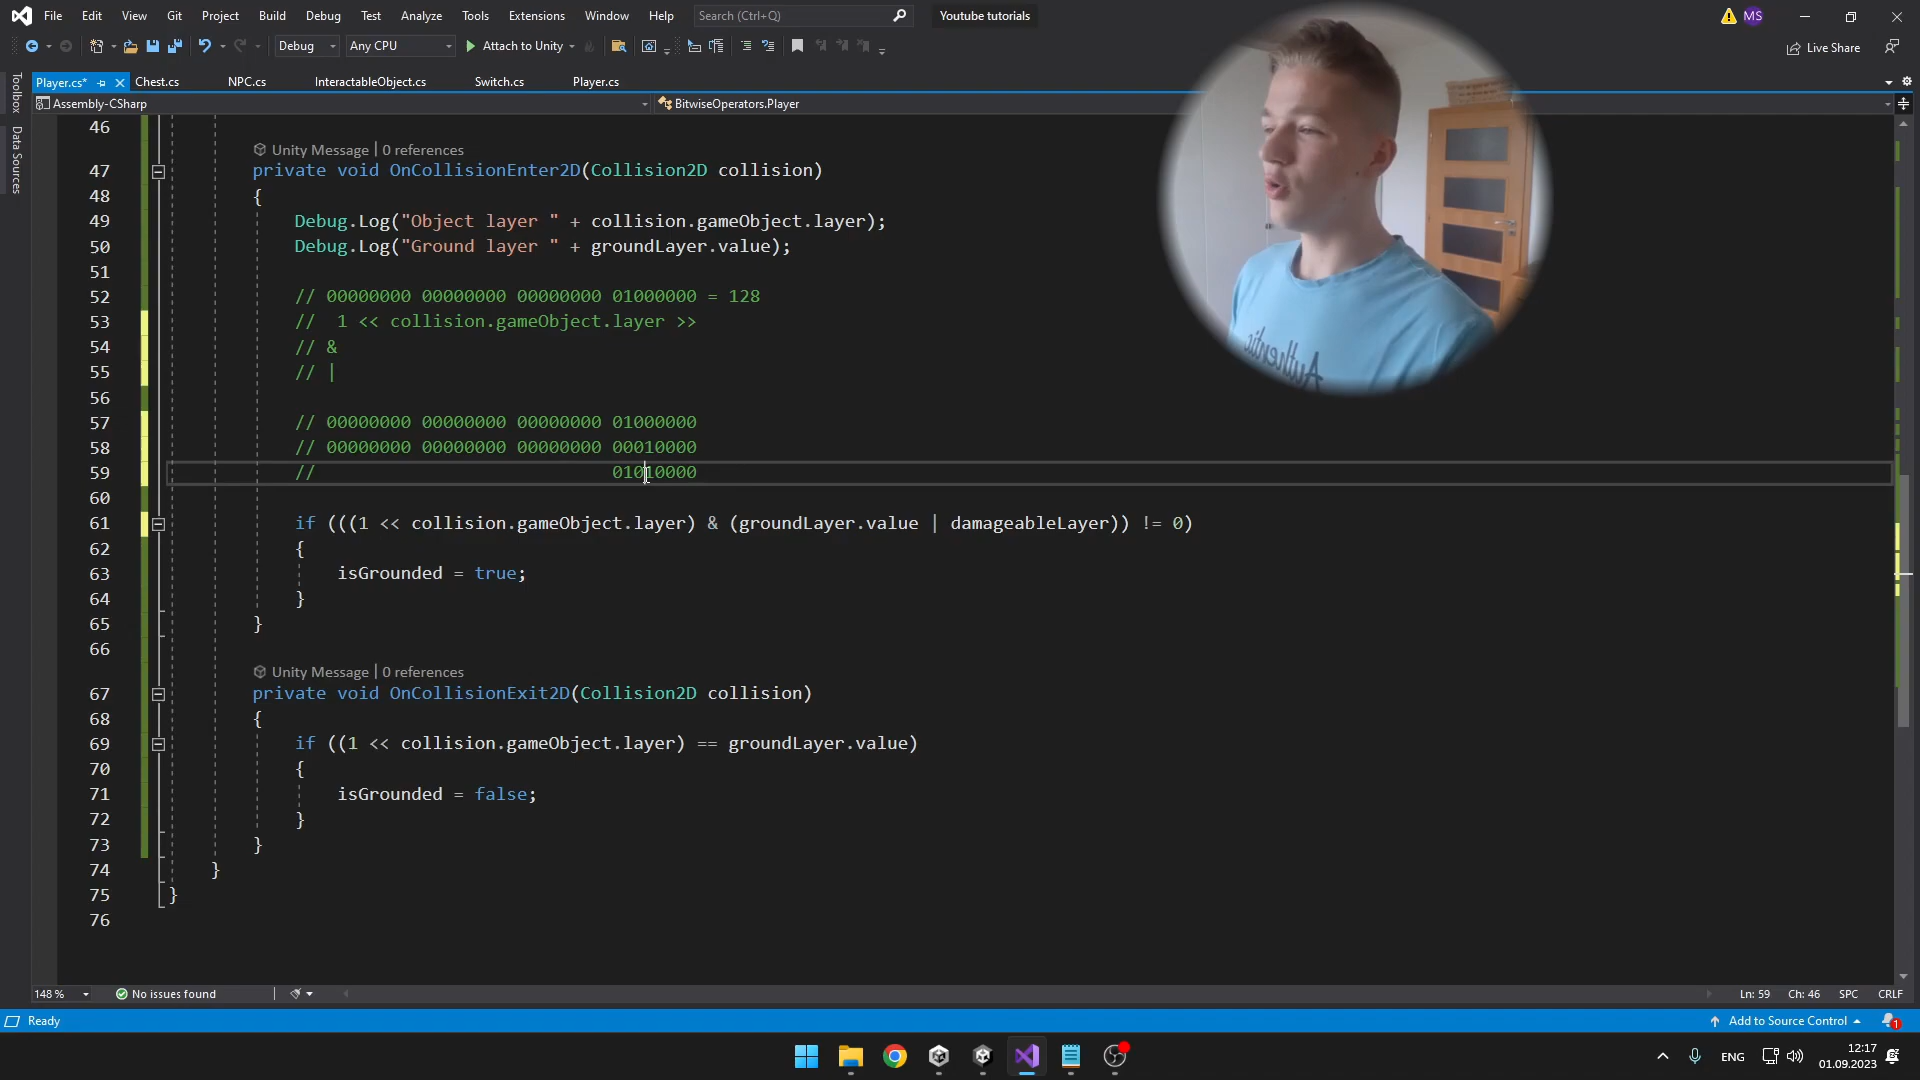 File Edit View Git Project Build Debug Test Analyze Tools Extensions Window Help Search (Ctrl+Q) Youtube tutorials MS
Debug Any CPU Attach to Unity Live Share
Player.cs* Chest.cs NPC.cs InteractableObject.cs Switch.cs Player.cs
Assembly-CSharp BitwiseOperators.Player
Toolbox
Data Sources
46
Unity Message | 0 references
47 private void OnCollisionEnter2D(Collision2D collision)
48 {
49 Debug.Log("Object layer " + collision.gameObject.layer);
50 Debug.Log("Ground layer " + groundLayer.value);
51
52 // 00000000 00000000 00000000 01000000 = 128
53 // 1 << collision.gameObject.layer >>
54 // &
55 // |
56
57 // 00000000 00000000 00000000 01000000
58 // 00000000 00000000 00000000 00010000
59 // 01010000
60
61 if (((1 << collision.gameObject.layer) & (groundLayer.value | damageableLayer)) != 0)
62 {
63 isGrounded = true;
64 }
65 }
66
Unity Message | 0 references
67 private void OnCollisionExit2D(Collision2D collision)
68 {
69 if ((1 << collision.gameObject.layer) == groundLayer.value)
70 {
71 isGrounded = false;
72 }
73 }
74 }
75 }
76
Authentic
148 % No issues found Ln: 59 Ch: 46 SPC CRLF
Ready Add to Source Control 1
ENG 12:17
01.09.2023